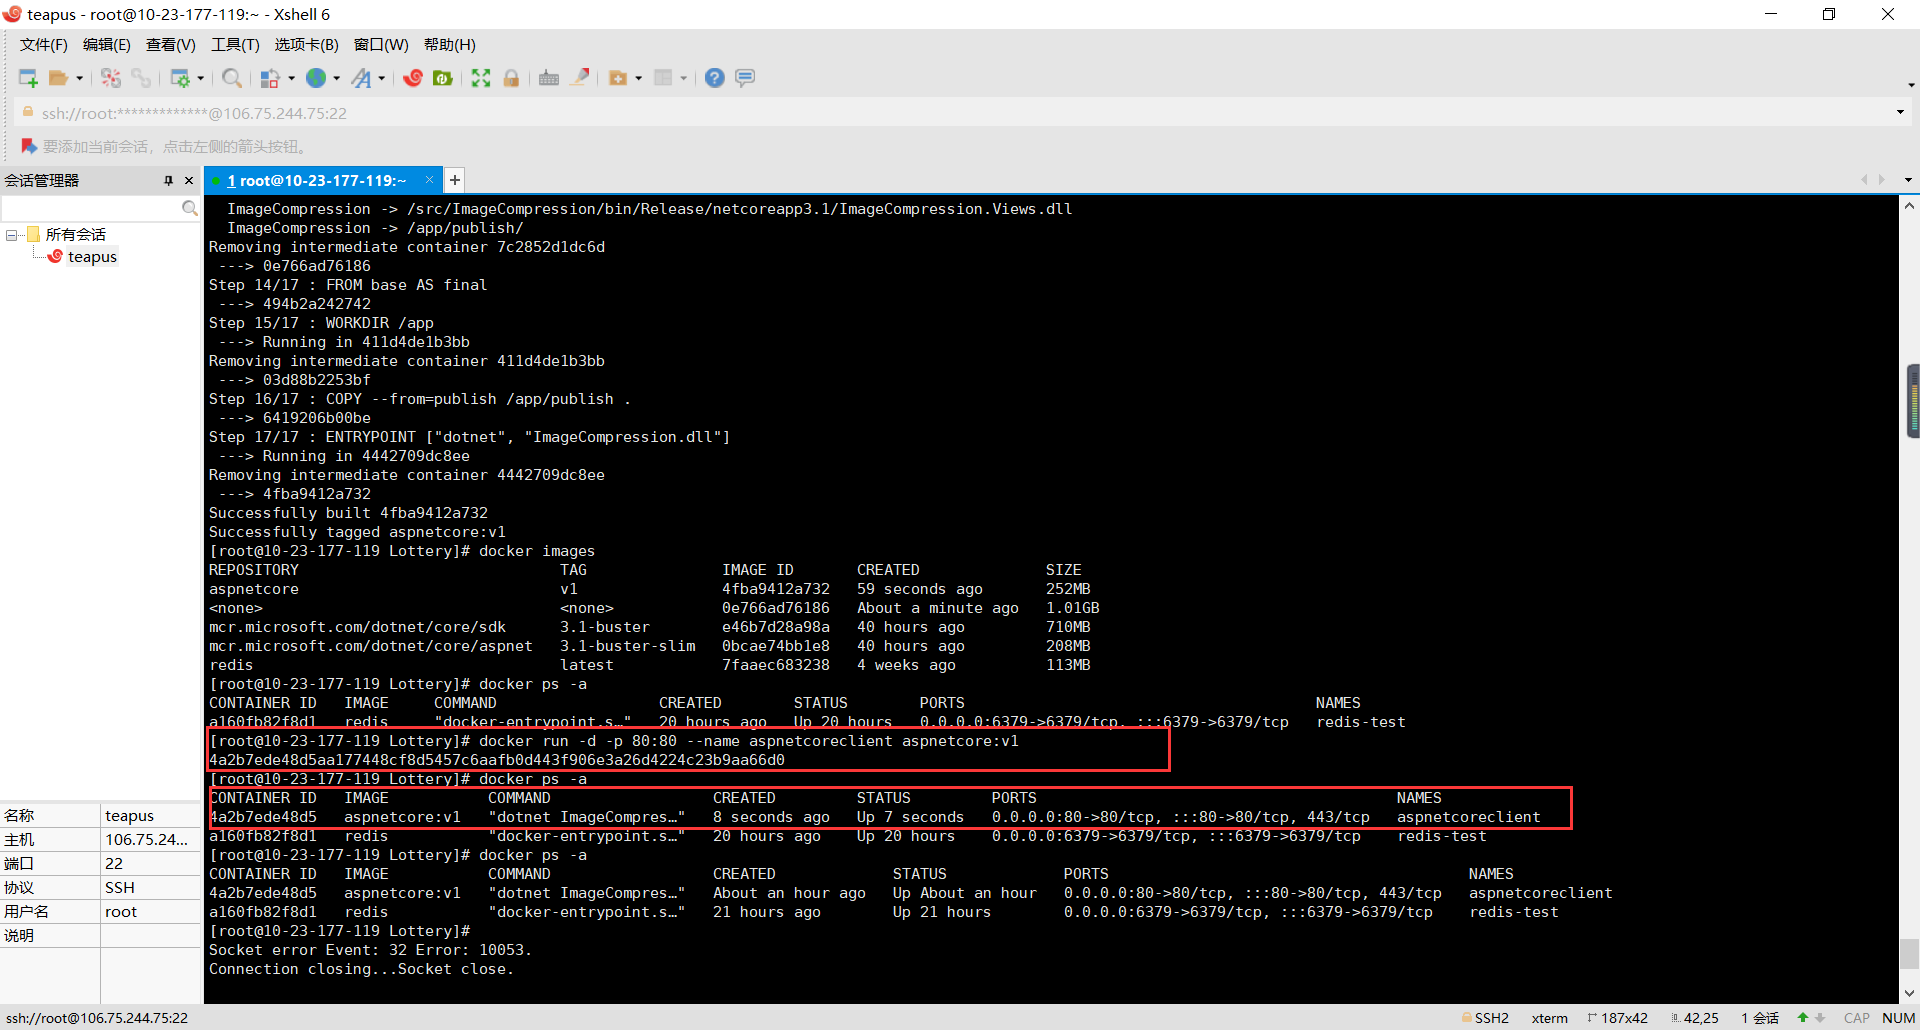 teapus - root@10-23-177-119:~ - Xshell 6
文件(F) 编辑(E) 查看(V) 工具(T) 选项卡(B) 窗口(W) 帮助(H)
ssh://root:*************@106.75.244.75:22
要添加当前会话，点击左侧的箭头按钮。
会话管理器
1 root@10-23-177-119:~
所有会话
teapus
ImageCompression -> /src/ImageCompression/bin/Release/netcoreapp3.1/ImageCompression.Views.dll
ImageCompression -> /app/publish/
Removing intermediate container 7c2852d1dc6d
---> 0e766ad76186
Step 14/17 : FROM base AS final
---> 494b2a242742
Step 15/17 : WORKDIR /app
---> Running in 411d4de1b3bb
Removing intermediate container 411d4de1b3bb
---> 03d88b2253bf
Step 16/17 : COPY --from=publish /app/publish .
---> 6419206b00be
Step 17/17 : ENTRYPOINT ["dotnet", "ImageCompression.dll"]
---> Running in 4442709dc8ee
Removing intermediate container 4442709dc8ee
---> 4fba9412a732
Successfully built 4fba9412a732
Successfully tagged aspnetcore:v1
[root@10-23-177-119 Lottery]# docker images
REPOSITORY TAG IMAGE ID CREATED SIZE
aspnetcore v1 4fba9412a732 59 seconds ago 252MB
<none> <none> 0e766ad76186 About a minute ago 1.01GB
mcr.microsoft.com/dotnet/core/sdk 3.1-buster e46b7d28a98a 40 hours ago 710MB
mcr.microsoft.com/dotnet/core/aspnet 3.1-buster-slim 0bcae74bb1e8 40 hours ago 208MB
redis latest 7faaec683238 4 weeks ago 113MB
[root@10-23-177-119 Lottery]# docker ps -a
CONTAINER ID IMAGE COMMAND CREATED STATUS PORTS NAMES
a160fb82f8d1 redis "docker-entrypoint.s…" 20 hours ago Up 20 hours 0.0.0.0:6379->6379/tcp, :::6379->6379/tcp redis-test
[root@10-23-177-119 Lottery]# docker run -d -p 80:80 --name aspnetcoreclient aspnetcore:v1
4a2b7ede48d5aa177448cf8d5457c6aafb0d443f906e3a26d4224c23b9aa66d0
[root@10-23-177-119 Lottery]# docker ps -a
CONTAINER ID IMAGE COMMAND CREATED STATUS PORTS NAMES
4a2b7ede48d5 aspnetcore:v1 "dotnet ImageCompres…" 8 seconds ago Up 7 seconds 0.0.0.0:80->80/tcp, :::80->80/tcp, 443/tcp aspnetcoreclient
a160fb82f8d1 redis "docker-entrypoint.s…" 20 hours ago Up 20 hours 0.0.0.0:6379->6379/tcp, :::6379->6379/tcp redis-test
[root@10-23-177-119 Lottery]# docker ps -a
CONTAINER ID IMAGE COMMAND CREATED STATUS PORTS NAMES
4a2b7ede48d5 aspnetcore:v1 "dotnet ImageCompres…" About an hour ago Up About an hour 0.0.0.0:80->80/tcp, :::80->80/tcp, 443/tcp aspnetcoreclient
a160fb82f8d1 redis "docker-entrypoint.s…" 21 hours ago Up 21 hours 0.0.0.0:6379->6379/tcp, :::6379->6379/tcp redis-test
[root@10-23-177-119 Lottery]#
Socket error Event: 32 Error: 10053.
Connection closing...Socket close.
名称 teapus
主机 106.75.24...
端口 22
协议 SSH
用户名 root
说明
ssh://root@106.75.244.75:22 SSH2 xterm 187x42 42,25 1 会话 CAP NUM